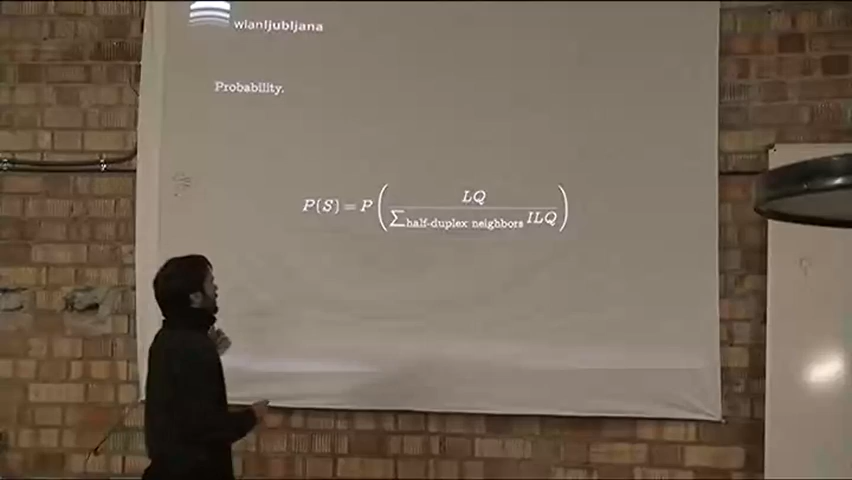 wlanljubljana
Probability.
P(S) = P ( LQ / ∑half-duplex neighbors ILQ )